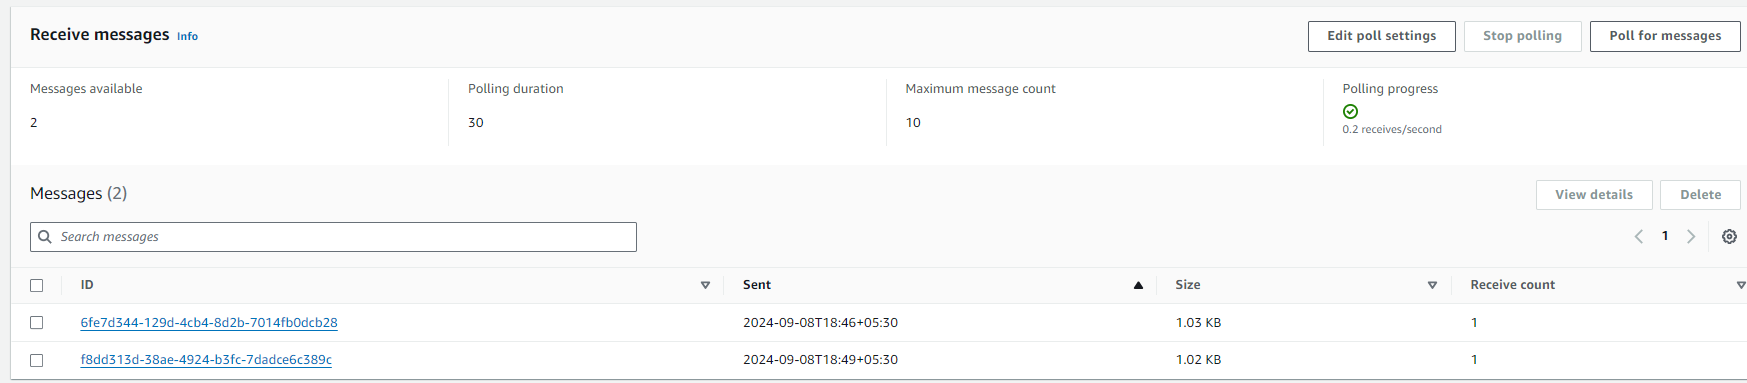 Receive messages Info
Edit poll settings Stop polling Poll for messages
Messages available Polling duration Maximum message count Polling progress
2 30 10
0.2 receives/second
Messages (2)
View details Delete
Search messages
1
ID Sent Size Receive count
6fe7d344-129d-4cb4-8d2b-7014fb0dcb28 2024-09-08T18:46+05:30 1.03 KB 1
f8dd313d-38ae-4924-b3fc-7dadce6c389c 2024-09-08T18:49+05:30 1.02 KB 1